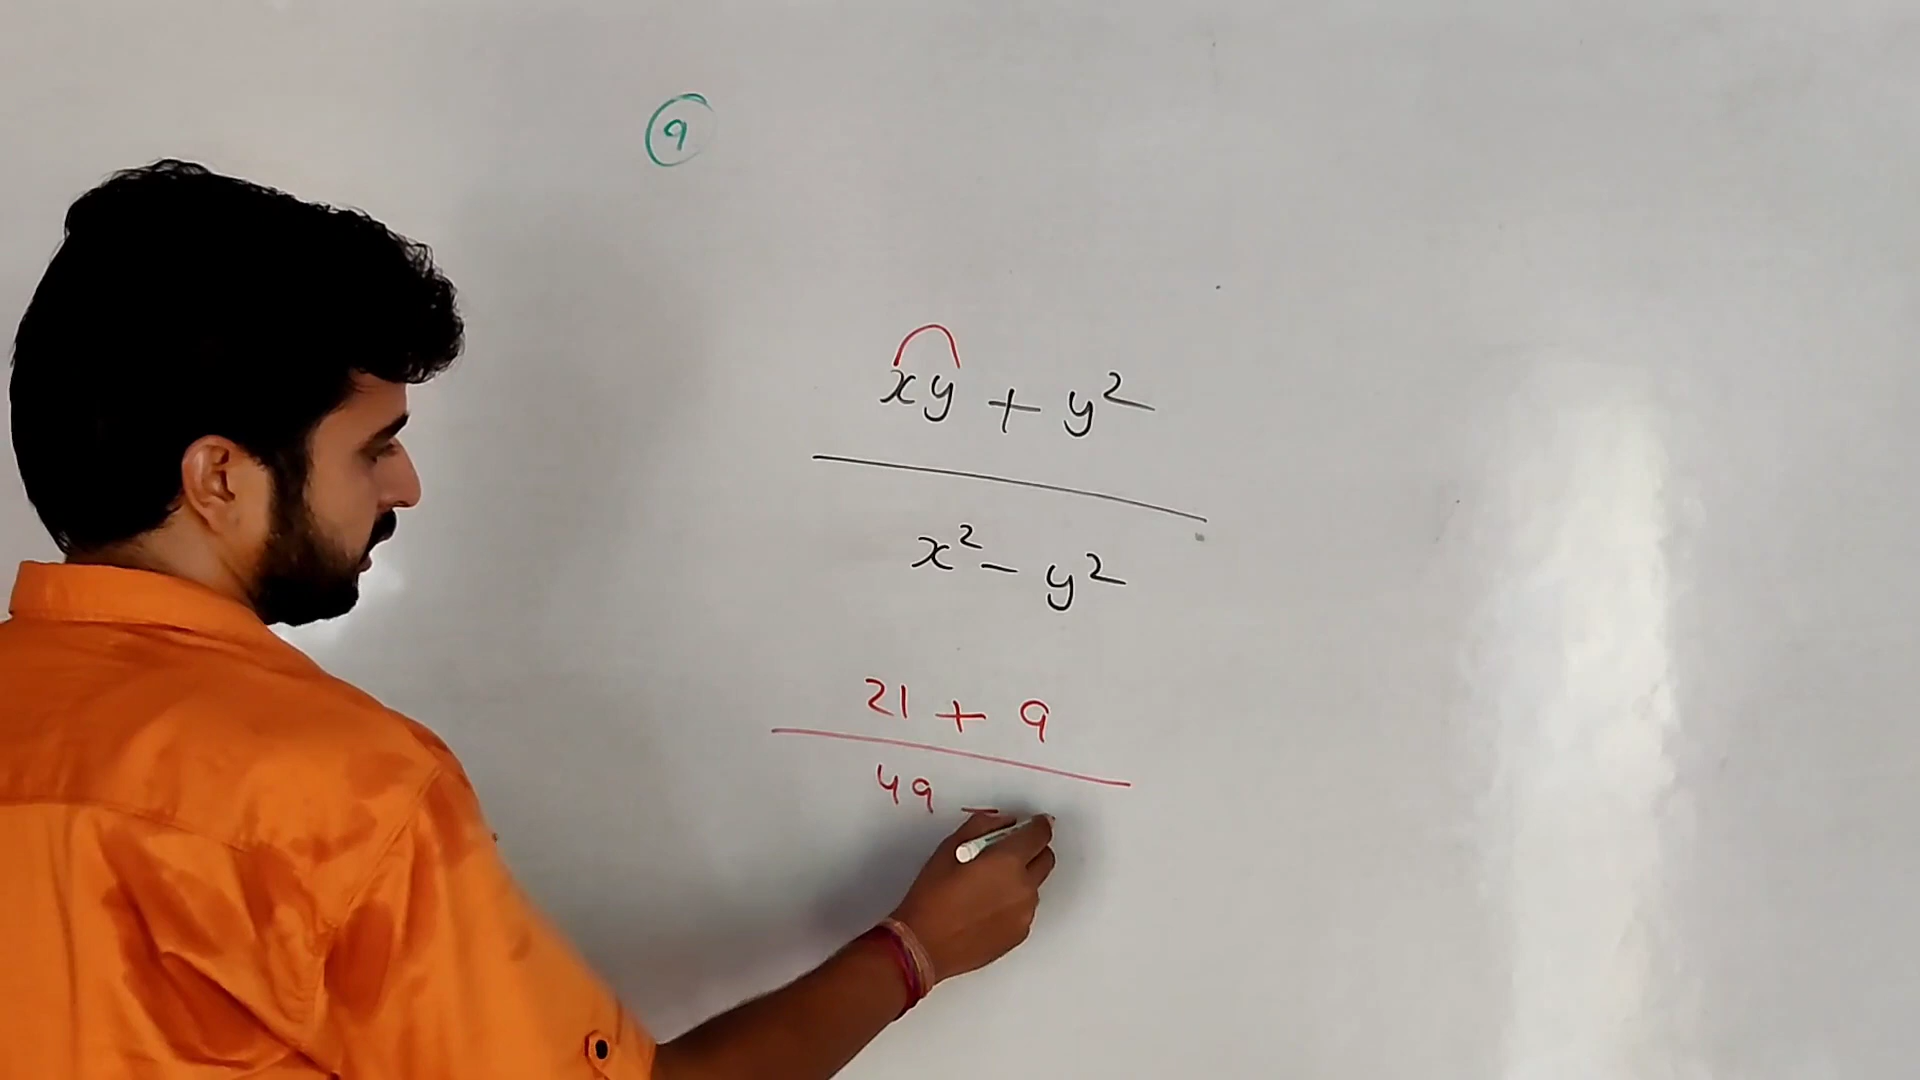 9
xy + y²
x² - y²
21 + 9
49 -